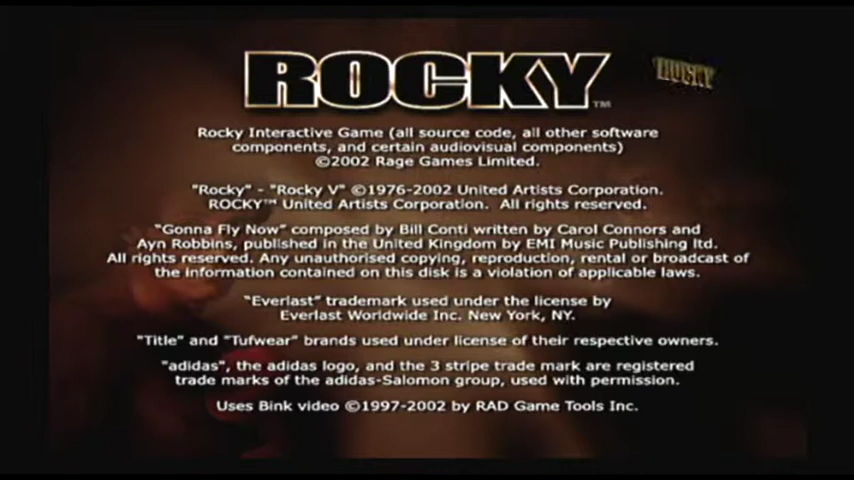 ROCKY™
ROCKY
Rocky Interactive Game (all source code, all other software
components, and certain audiovisual components)
©2002 Rage Games Limited.
"Rocky" - "Rocky V" ©1976-2002 United Artists Corporation.
ROCKY™ United Artists Corporation. All rights reserved.
"Gonna Fly Now" composed by Bill Conti written by Carol Connors and
Ayn Robbins, published in the United Kingdom by EMI Music Publishing ltd.
All rights reserved. Any unauthorised copying, reproduction, rental or broadcast of
the information contained on this disk is a violation of applicable laws.
"Everlast" trademark used under the license by
Everlast Worldwide Inc. New York, NY.
"Title" and "Tufwear" brands used under license of their respective owners.
"adidas", the adidas logo, and the 3 stripe trade mark are registered
trade marks of the adidas-Salomon group, used with permission.
Uses Bink video ©1997-2002 by RAD Game Tools Inc.